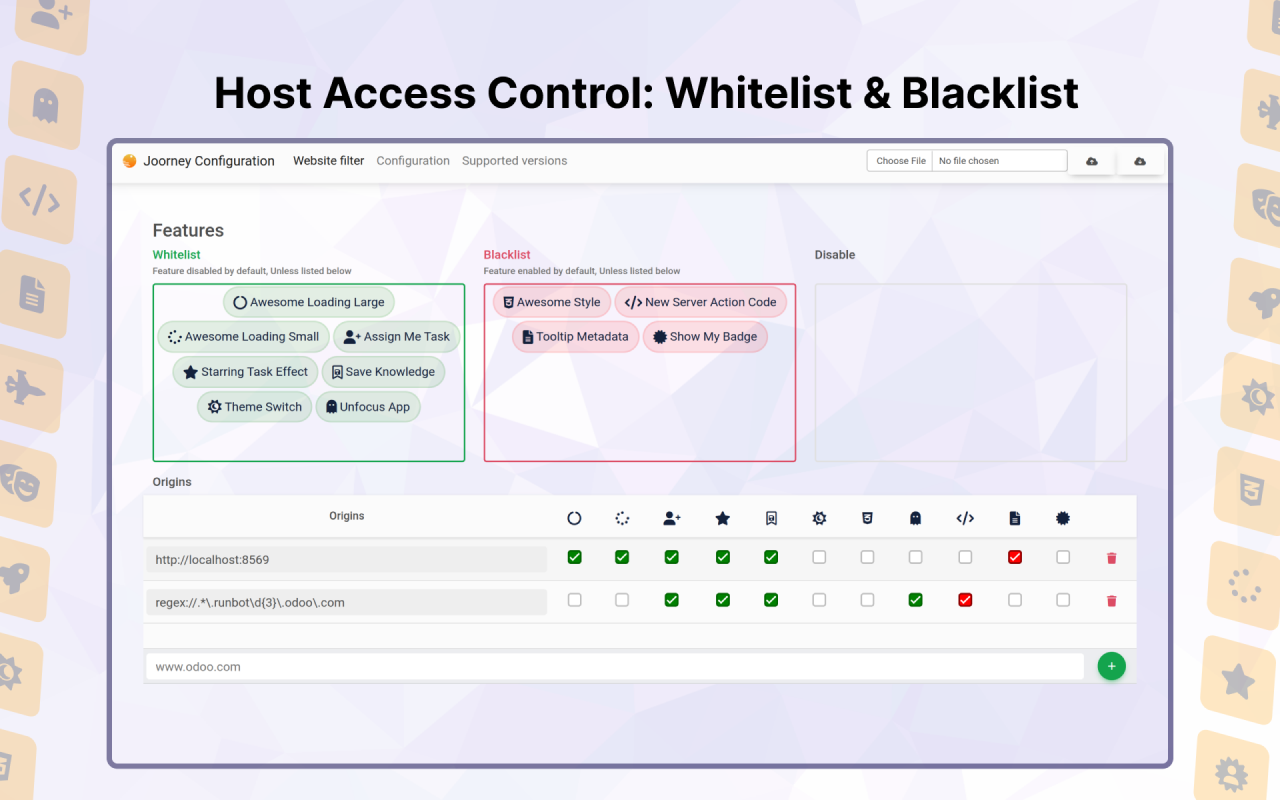 Host Access Control: Whitelist & Blacklist
Joorney Configuration Website filter Configuration Supported versions Choose File No file chosen
Features
Whitelist Blacklist Disable
Feature disabled by default, Unless listed below Feature enabled by default, Unless listed below
Awesome Loading Large Awesome Style New Server Action Code
Awesome Loading Small Assign Me Task Tooltip Metadata Show My Badge
Starring Task Effect Save Knowledge
Theme Switch Unfocus App
Origins
Origins
http://localhost:8569
regex://.*\.runbot\d{3}\.odoo\.com
www.odoo.com